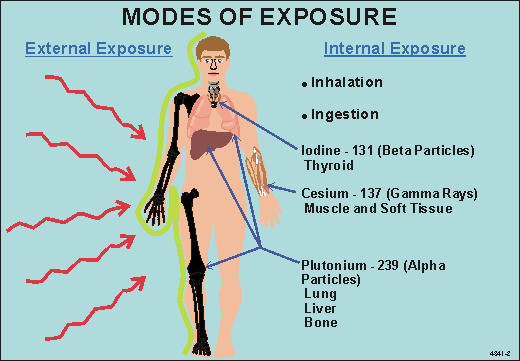 MODES OF EXPOSURE
External Exposure
Internal Exposure
• Inhalation
• Ingestion
Iodine - 131 (Beta Particles)
Thyroid
Cesium - 137 (Gamma Rays)
Muscle and Soft Tissue
Plutonium - 239 (Alpha
Particles)
Lung
Liver
Bone
4841-2